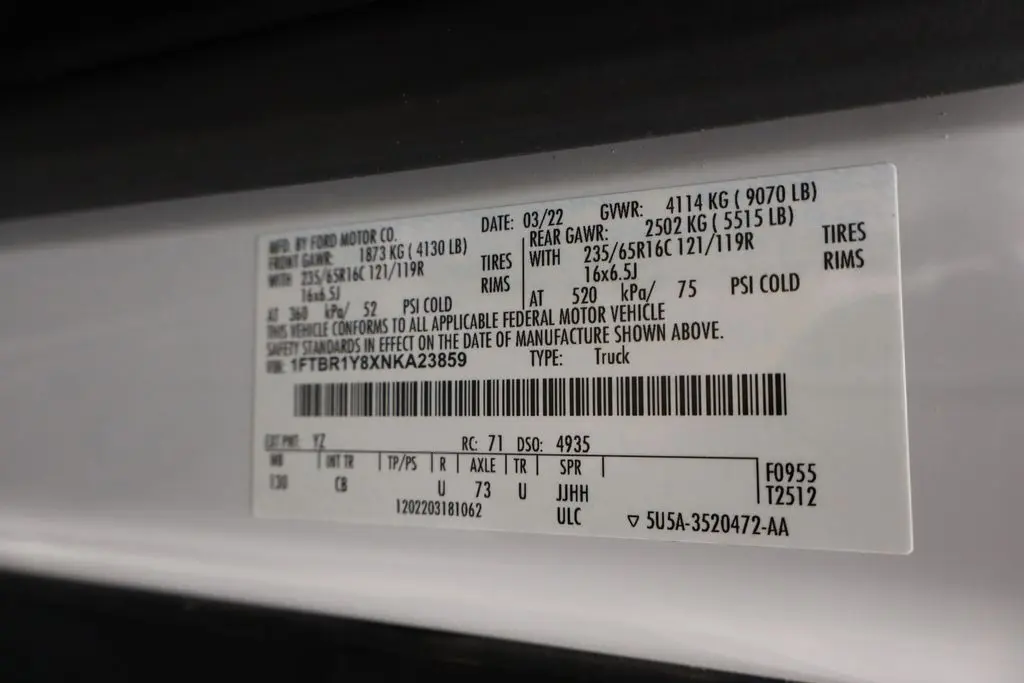 MFD. BY FORD MOTOR CO. DATE: 03/22 GVWR: 4114 KG ( 9070 LB)
FRONT GAWR: 1873 KG ( 4130 LB) REAR GAWR: 2502 KG ( 5515 LB)
WITH 235/65R16C 121/119R TIRES WITH 235/65R16C 121/119R TIRES
16x6.5J RIMS 16x6.5J RIMS
AT 360 kPa/ 52 PSI COLD AT 520 kPa/ 75 PSI COLD
THIS VEHICLE CONFORMS TO ALL APPLICABLE FEDERAL MOTOR VEHICLE
SAFETY STANDARDS IN EFFECT ON THE DATE OF MANUFACTURE SHOWN ABOVE.
VIN: 1FTBR1Y8XNKA23859 TYPE: Truck
EXT PNT: YZ RC: 71 DSO: 4935
WB INT TR TP/PS R AXLE TR SPR F0955
130 CB U 73 U JJHH T2512
1202203181062 ULC ▽ 5U5A-3520472-AA